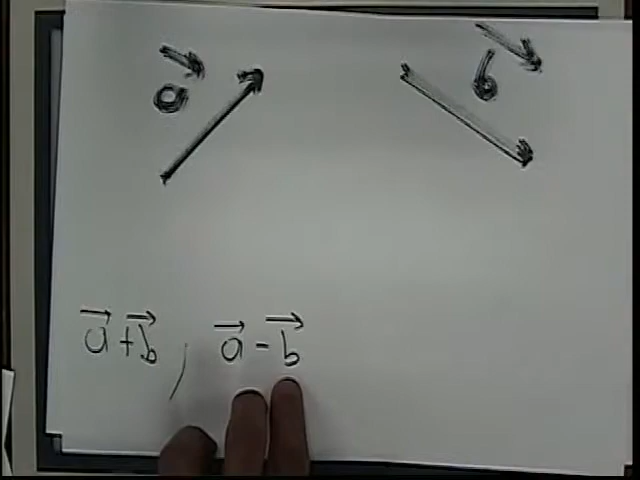 a⃗ b⃗
a⃗ + b⃗ , a⃗ - b⃗